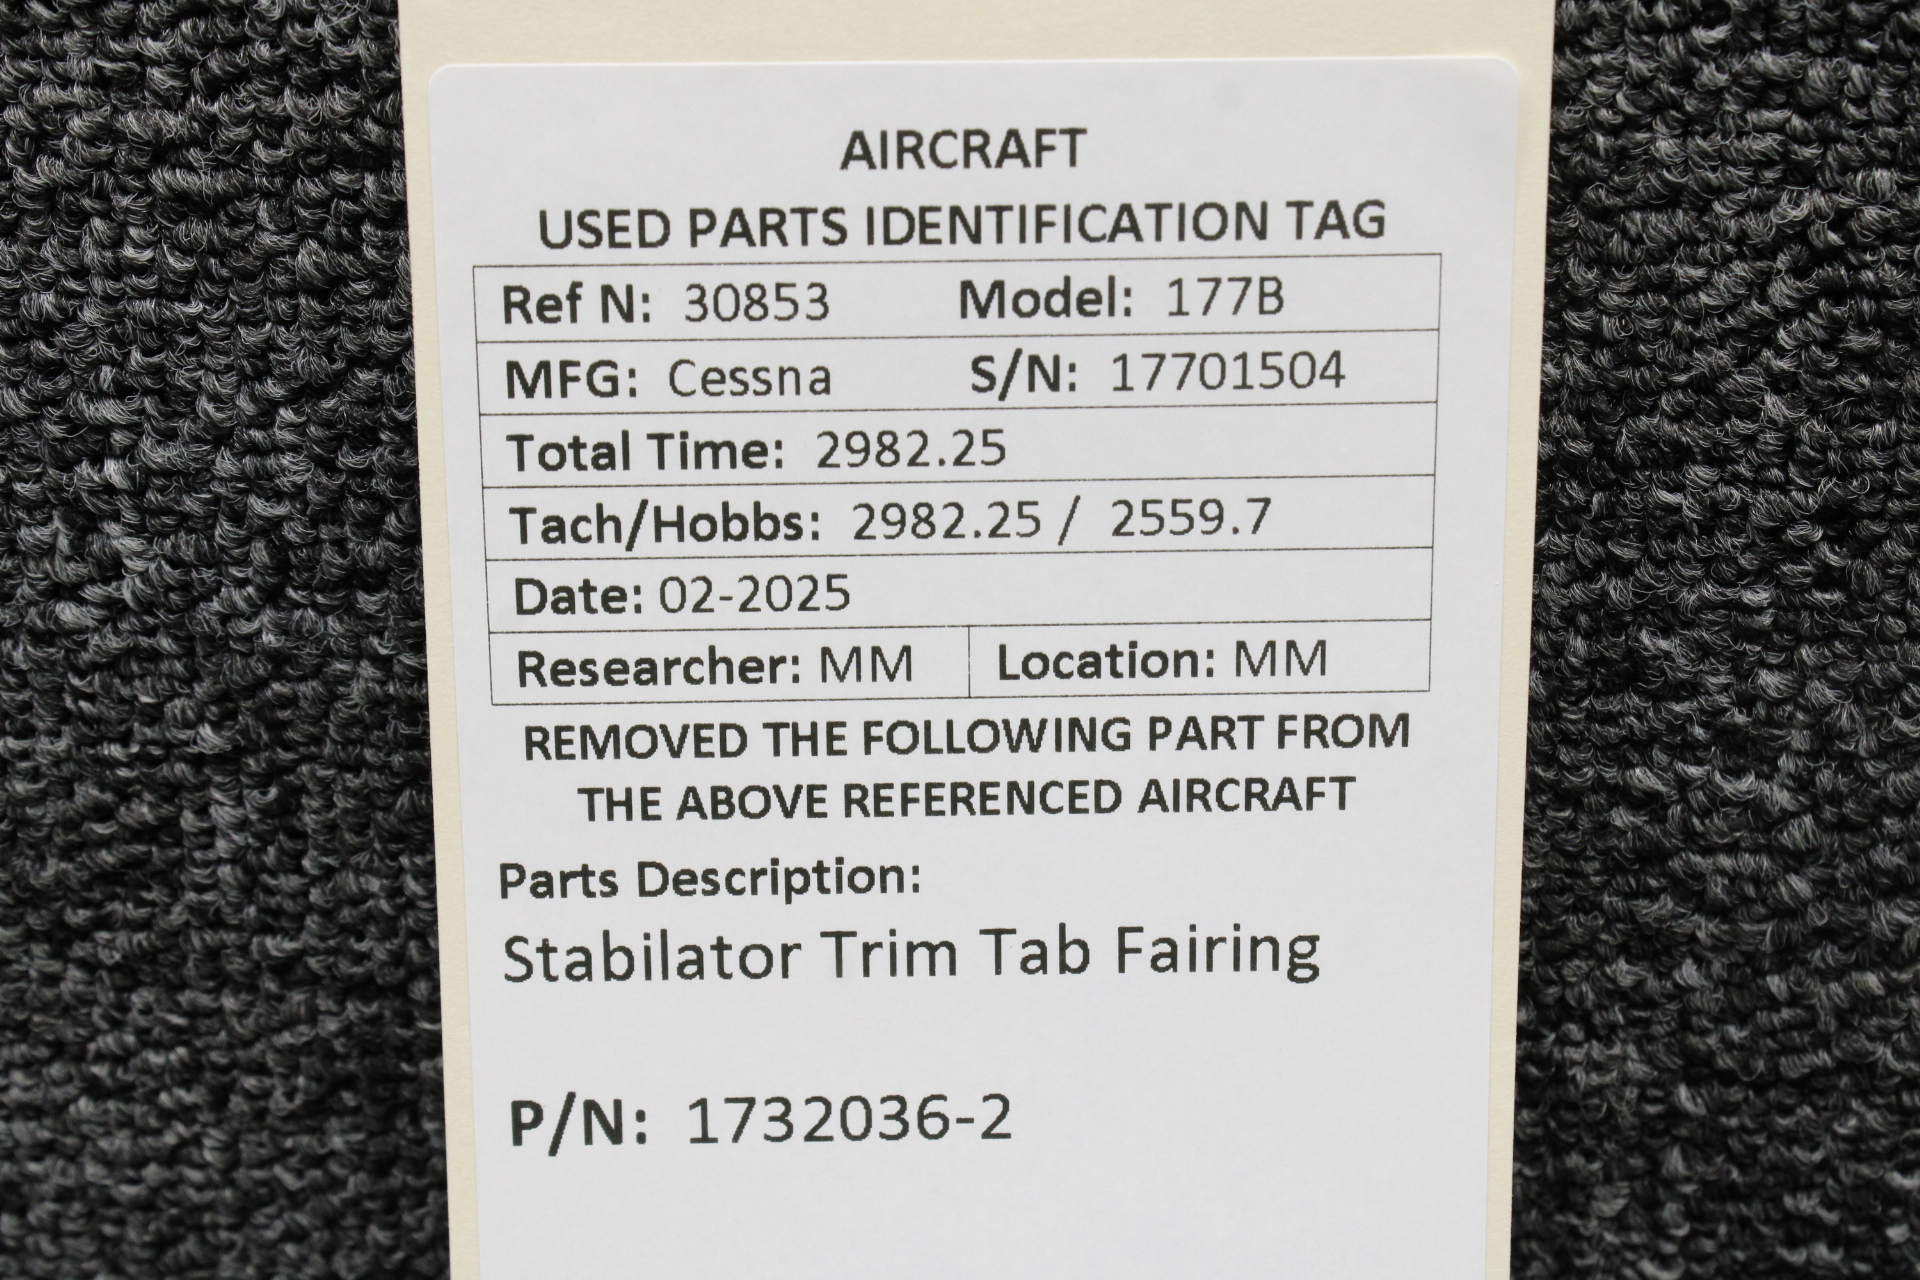 AIRCRAFT
USED PARTS IDENTIFICATION TAG
Ref N: 30853 Model: 177B
MFG: Cessna S/N: 17701504
Total Time: 2982.25
Tach/Hobbs: 2982.25 / 2559.7
Date: 02-2025
Researcher: MM Location: MM
REMOVED THE FOLLOWING PART FROM
THE ABOVE REFERENCED AIRCRAFT
Parts Description:
Stabilator Trim Tab Fairing
P/N: 1732036-2